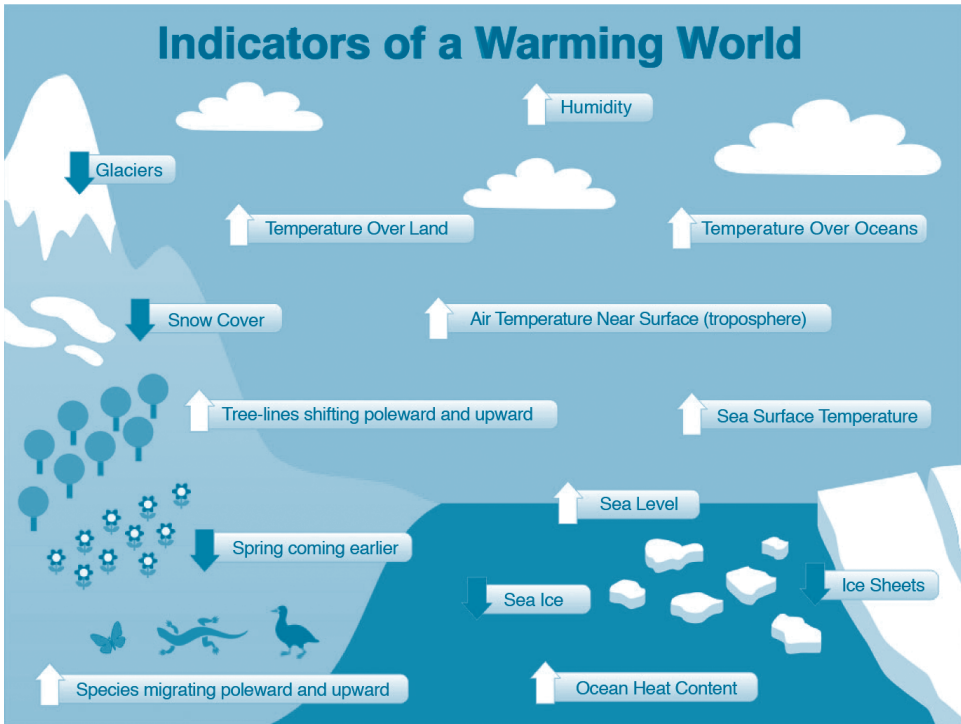 Indicators of a Warming World
Humidity
Glaciers
Temperature Over Land
Temperature Over Oceans
Snow Cover
Air Temperature Near Surface (troposphere)
Tree-lines shifting poleward and upward
Sea Surface Temperature
Sea Level
Spring coming earlier
Sea Ice
Ice Sheets
Species migrating poleward and upward
Ocean Heat Content